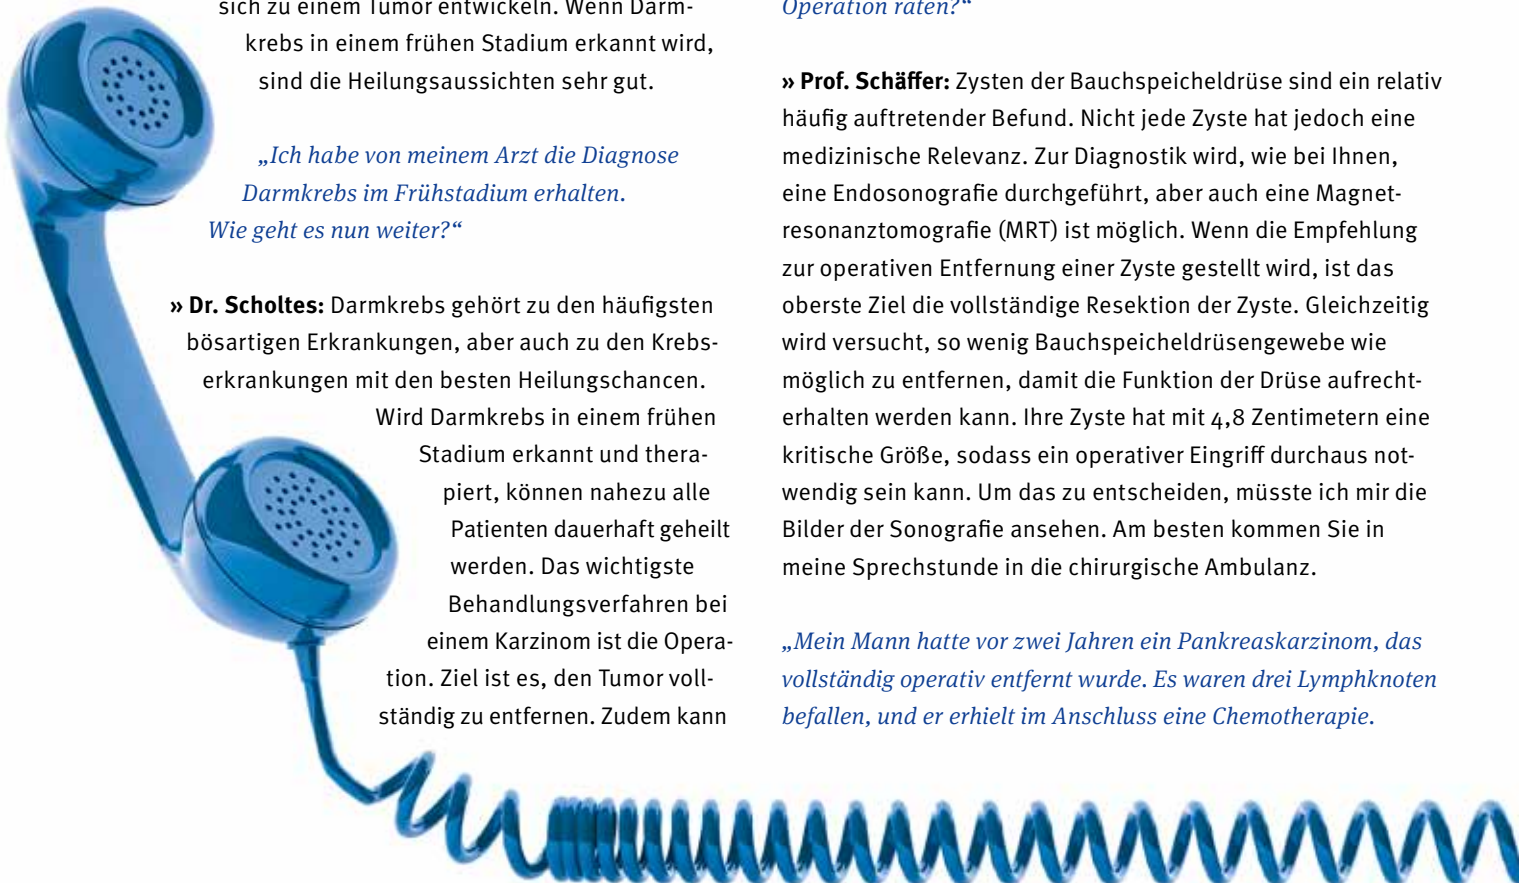 sich zu einem Tumor entwickeln. Wenn Darm-
krebs in einem frühen Stadium erkannt wird,
sind die Heilungsaussichten sehr gut.
„Ich habe von meinem Arzt die Diagnose
Darmkrebs im Frühstadium erhalten.
Wie geht es nun weiter?“
» Dr. Scholtes: Darmkrebs gehört zu den häufigsten
bösartigen Erkrankungen, aber auch zu den Krebs-
erkrankungen mit den besten Heilungschancen.
Wird Darmkrebs in einem frühen
Stadium erkannt und thera-
piert, können nahezu alle
Patienten dauerhaft geheilt
werden. Das wichtigste
Behandlungsverfahren bei
einem Karzinom ist die Opera-
tion. Ziel ist es, den Tumor voll-
ständig zu entfernen. Zudem kann
Operation raten?“
» Prof. Schäffer: Zysten der Bauchspeicheldrüse sind ein relativ
häufig auftretender Befund. Nicht jede Zyste hat jedoch eine
medizinische Relevanz. Zur Diagnostik wird, wie bei Ihnen,
eine Endosonografie durchgeführt, aber auch eine Magnet-
resonanztomografie (MRT) ist möglich. Wenn die Empfehlung
zur operativen Entfernung einer Zyste gestellt wird, ist das
oberste Ziel die vollständige Resektion der Zyste. Gleichzeitig
wird versucht, so wenig Bauchspeicheldrüsengewebe wie
möglich zu entfernen, damit die Funktion der Drüse aufrecht-
erhalten werden kann. Ihre Zyste hat mit 4,8 Zentimetern eine
kritische Größe, sodass ein operativer Eingriff durchaus not-
wendig sein kann. Um das zu entscheiden, müsste ich mir die
Bilder der Sonografie ansehen. Am besten kommen Sie in
meine Sprechstunde in die chirurgische Ambulanz.
„Mein Mann hatte vor zwei Jahren ein Pankreaskarzinom, das
vollständig operativ entfernt wurde. Es waren drei Lymphknoten
befallen, und er erhielt im Anschluss eine Chemotherapie.